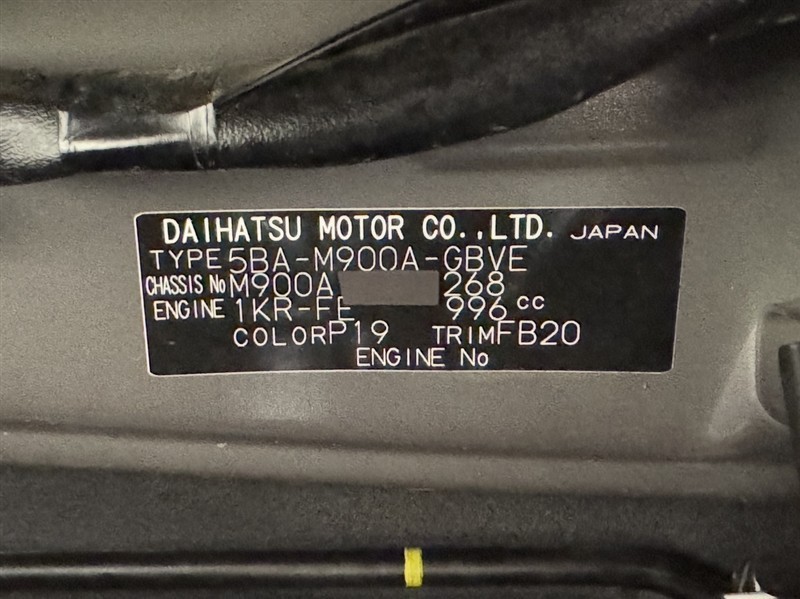 DAIHATSU MOTOR CO.,LTD. JAPAN
TYPE 5BA-M900A-GBVE
CHASSIS No M900A 268
ENGINE 1KR-FE 996 cc
COLOR P19 TRIM FB20
ENGINE No